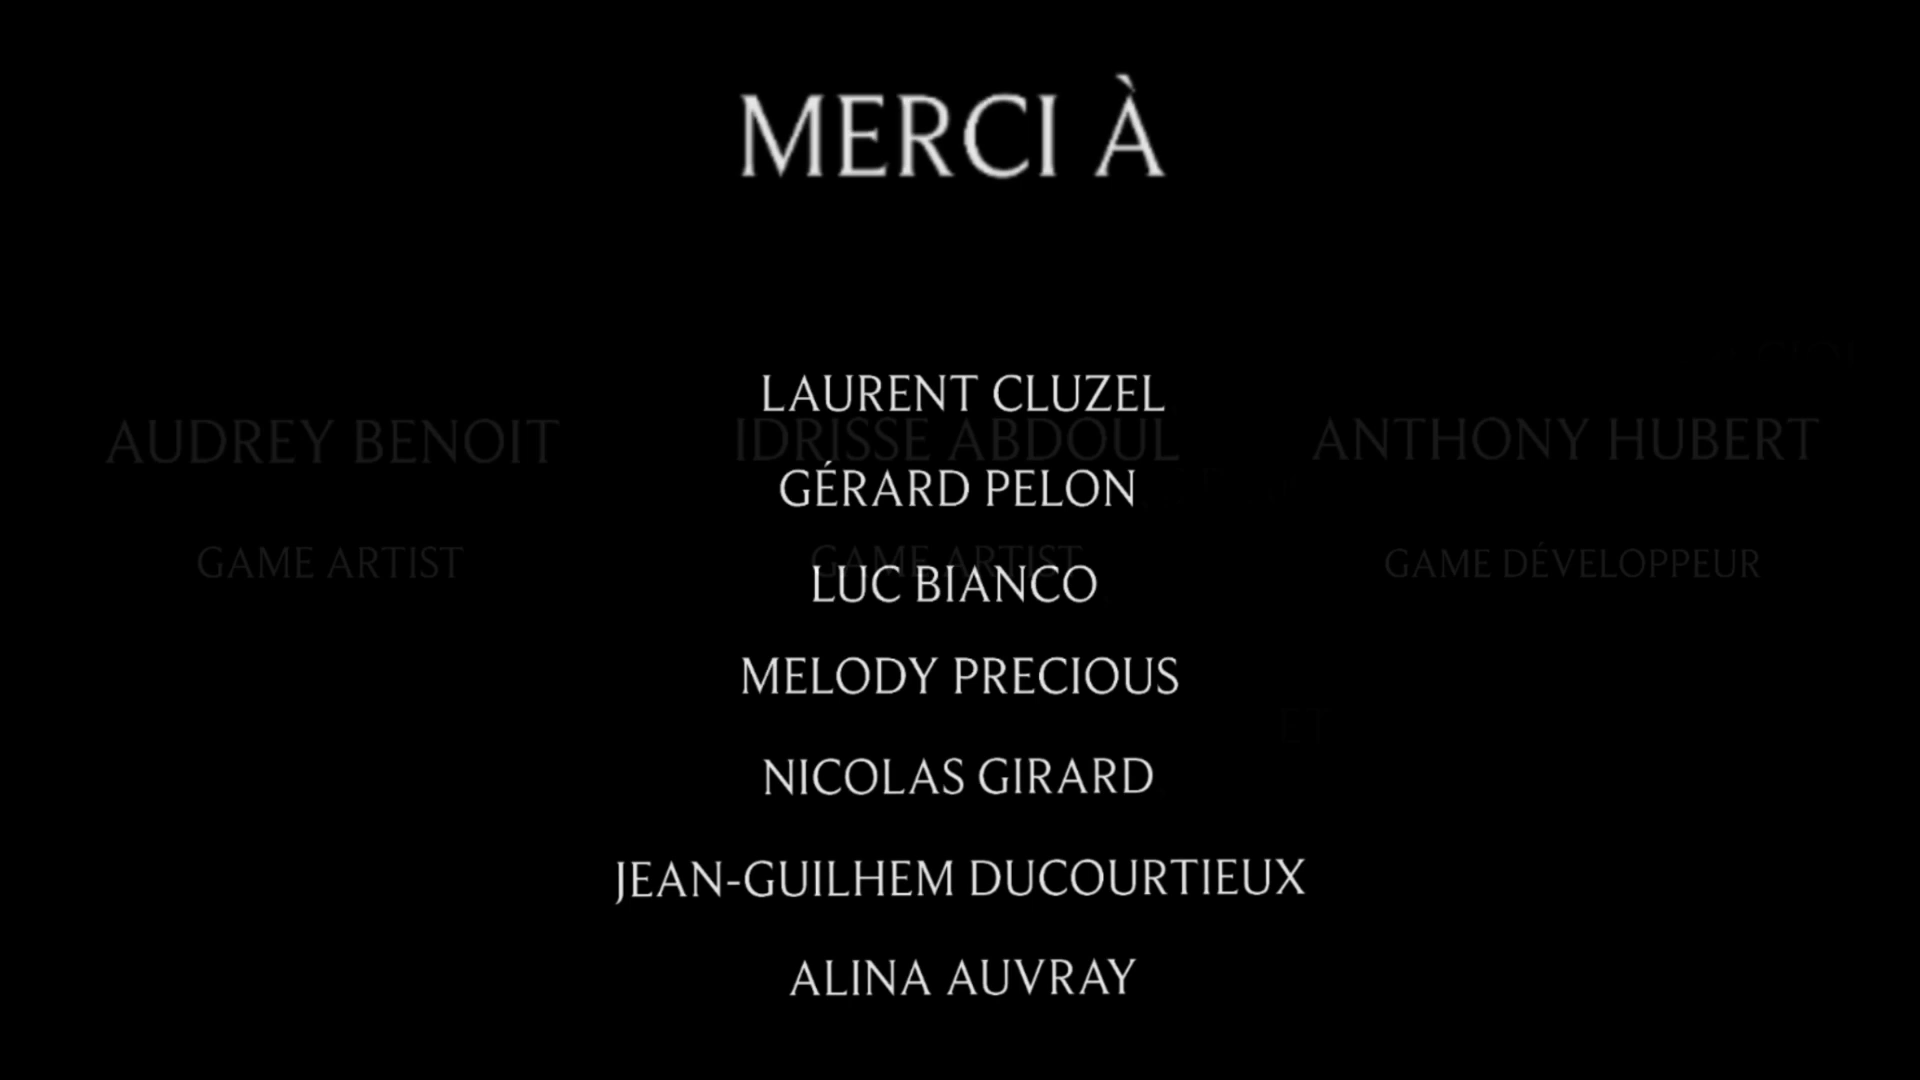 MERCI À
LAURENT CLUZEL
AUDREY BENOIT IDRISSE ABDOUL ANTHONY HUBERT
GÉRARD PELON
GAME ARTIST GAME ARTIST GAME DÉVELOPPEUR
LUC BIANCO
MELODY PRECIOUS
ET
NICOLAS GIRARD
JEAN-GUILHEM DUCOURTIEUX
ALINA AUVRAY